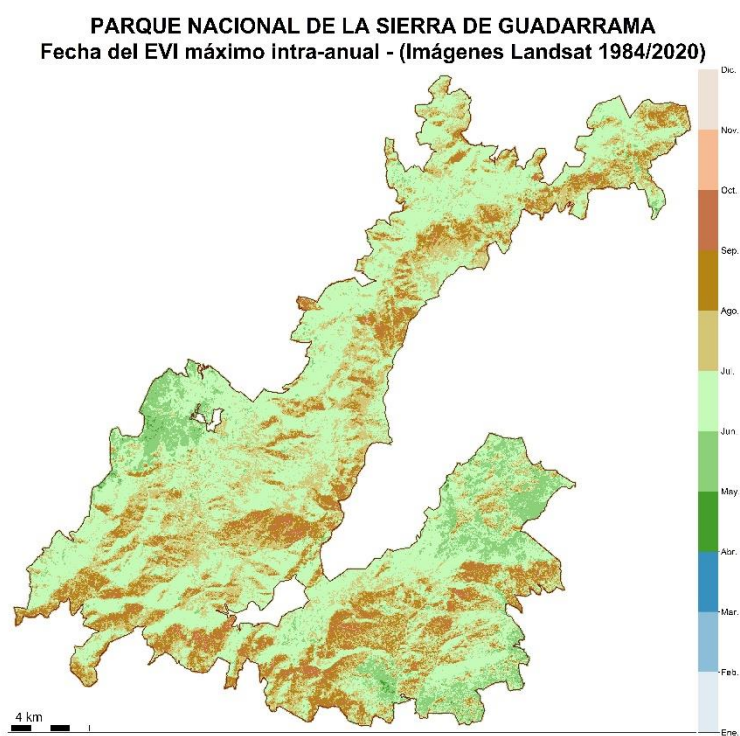 PARQUE NACIONAL DE LA SIERRA DE GUADARRAMA
Fecha del EVI máximo intra-anual - (Imágenes Landsat 1984/2020)
Dic.
Nov.
Oct.
Sep.
Ago.
Jul.
Jun.
May.
Abr.
Mar.
Feb.
Ene.
4 km